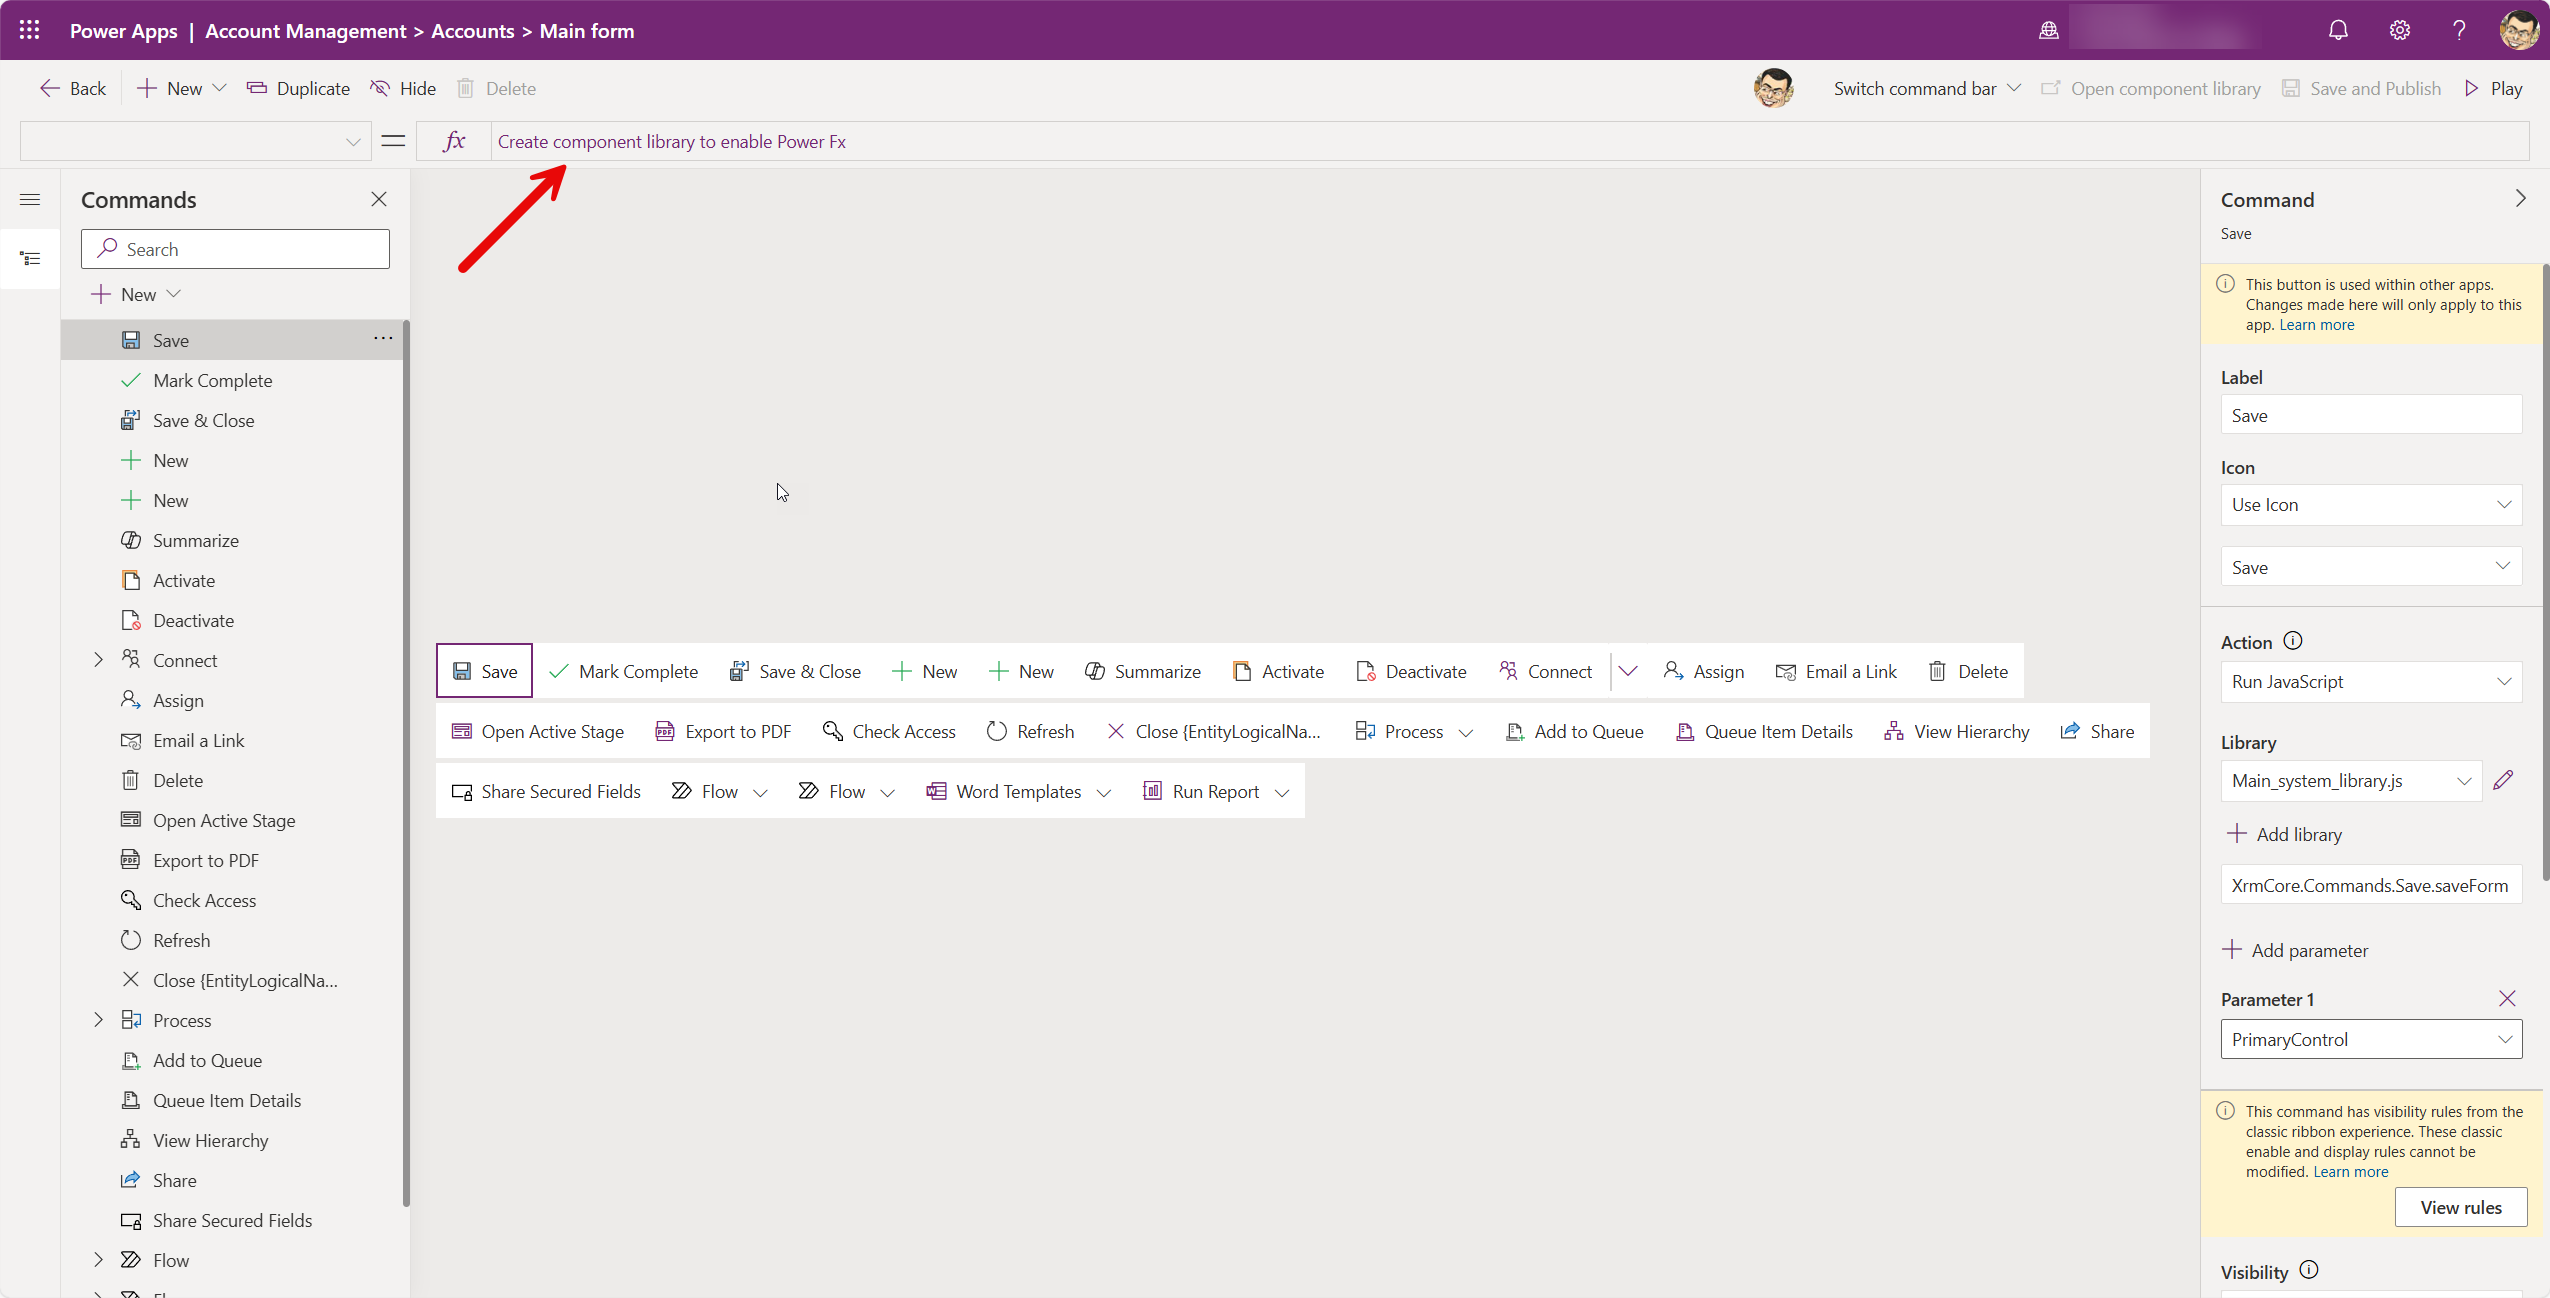 Power Apps | Account Management > Accounts > Main form
Back
New
Duplicate
Hide
Delete
Switch command bar
Open component library
Save and Publish
Play
fx
Create component library to enable Power Fx
Commands
Search
New
Save
Mark Complete
Save & Close
New
New
Summarize
Activate
Deactivate
Connect
Assign
Email a Link
Delete
Open Active Stage
Export to PDF
Check Access
Refresh
Close {EntityLogicalNa...
Process
Add to Queue
Queue Item Details
View Hierarchy
Share
Share Secured Fields
Flow
Save Mark Complete Save & Close New New Summarize Activate Deactivate Connect Assign Email a Link Delete
Open Active Stage Export to PDF Check Access Refresh Close {EntityLogicalNa... Process Add to Queue Queue Item Details View Hierarchy Share
Share Secured Fields Flow Flow Word Templates Run Report
Command
Save
This button is used within other apps.
Changes made here will only apply to this
app. Learn more
Label
Save
Icon
Use Icon
Save
Action
Run JavaScript
Library
Main_system_library.js
Add library
XrmCore.Commands.Save.saveForm
Add parameter
Parameter 1
PrimaryControl
This command has visibility rules from the
classic ribbon experience. These classic
enable and display rules cannot be
modified. Learn more
View rules
Visibility